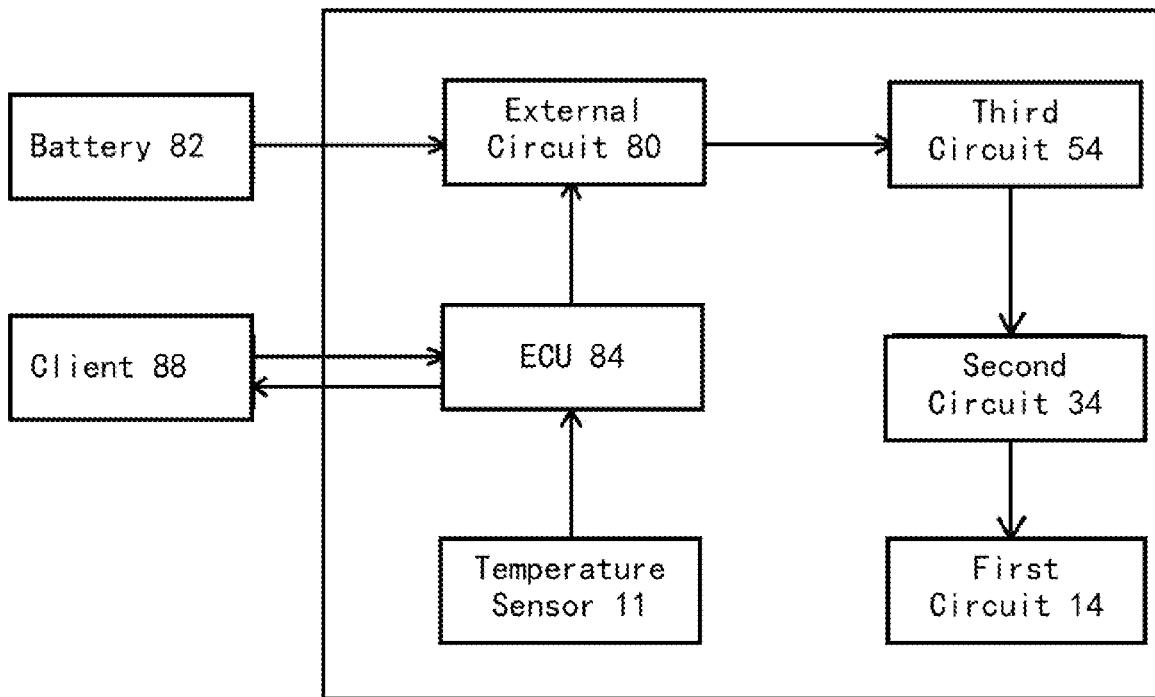 Battery 82
External
Circuit 80
Third
Circuit 54
Client 88
ECU 84
Second
Circuit 34
Temperature
Sensor 11
First
Circuit 14